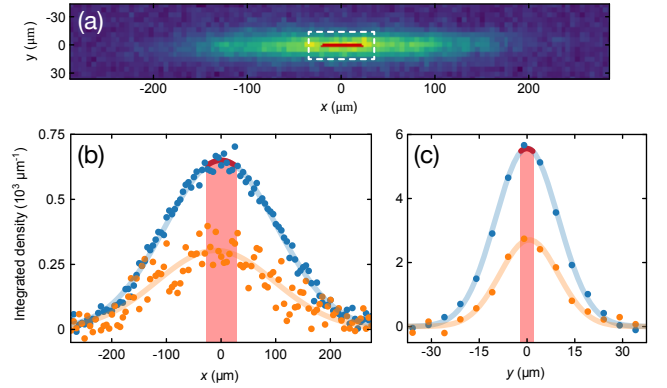 (a)
y (μm)
30
0
30
-200 -100 0 100 200
x (μm)
(b)
Integrated density (10³ μm⁻¹)
0.75
0.5
0.25
0
-200 -100 0 100 200
x (μm)
(c)
6
4
2
0
-30 -15 0 15 30
y (μm)